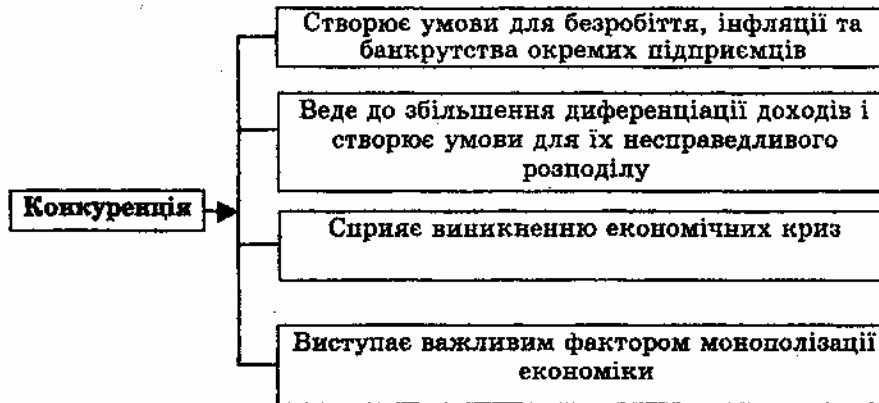 Створює умови для безробіття, інфляції та
банкрутства окремих підприємців
Веде до збільшення диференціації доходів і
створює умови для їх несправедливого
розподілу
Конкуренція
Сприяє виникненню економічних криз
Виступає важливим фактором монополізації
економіки